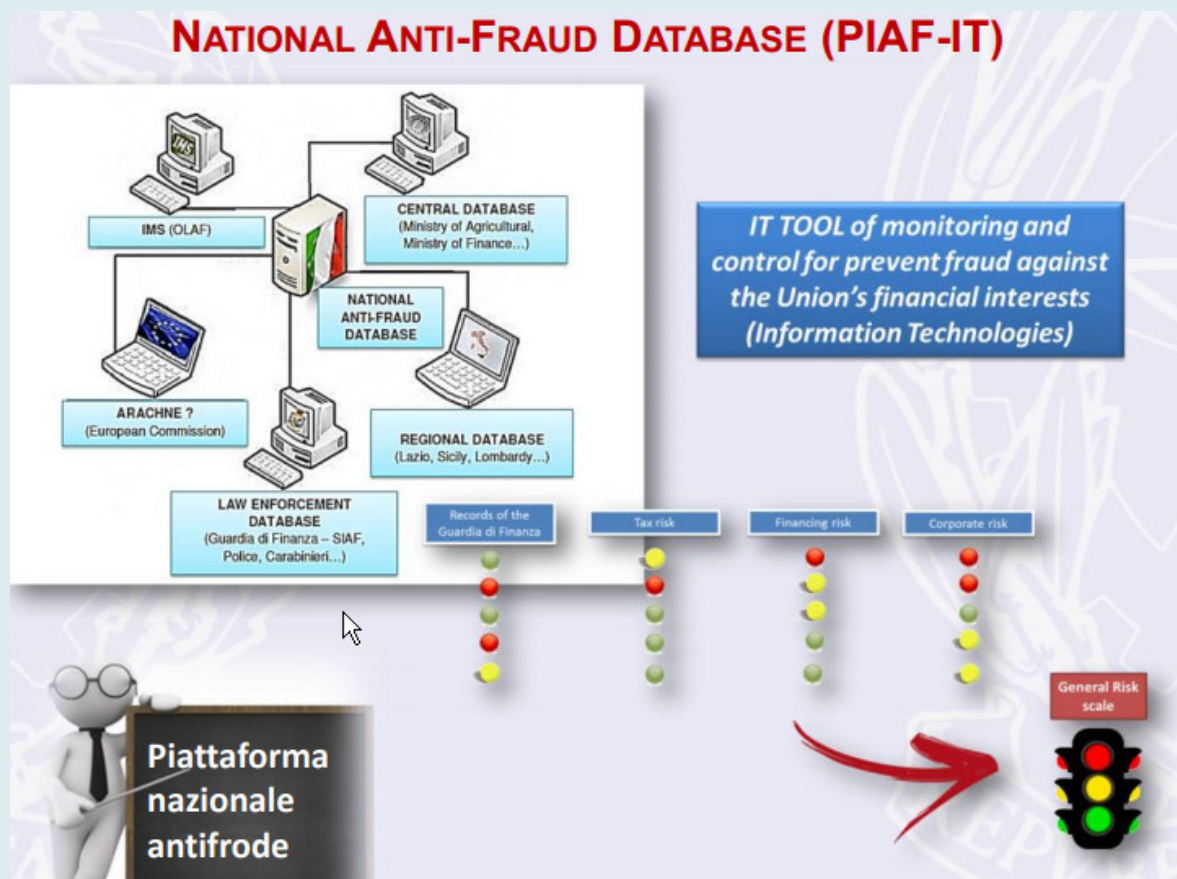 NATIONAL ANTI-FRAUD DATABASE (PIAF-IT)
IMS
IMS (OLAF)
CENTRAL DATABASE
(Ministry of Agricultural,
Ministry of Finance...)
NATIONAL
ANTI-FRAUD
DATABASE
ARACHNE ?
(European Commission)
REGIONAL DATABASE
(Lazio, Sicily, Lombardy...)
LAW ENFORCEMENT
DATABASE
(Guardia di Finanza – SIAF,
Police, Carabinieri...)
IT TOOL of monitoring and
control for prevent fraud against
the Union’s financial interests
(Information Technologies)
Records of the
Guardia di Finanza
Tax risk
Financing risk
Corporate risk
General Risk
scale
Piattaforma
nazionale
antifrode